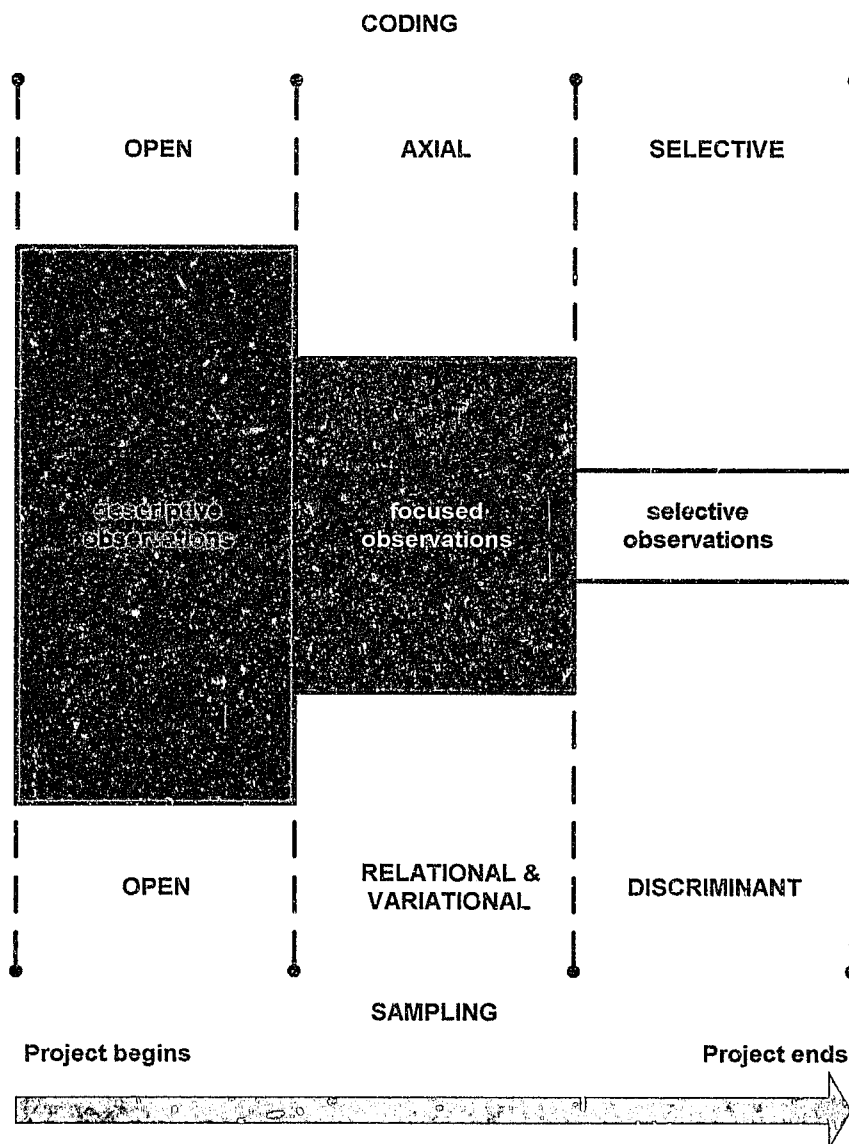 CODING
OPEN
AXIAL
SELECTIVE
descriptive
observations
focused
observations
selective
observations
OPEN
RELATIONAL &
VARIATIONAL
DISCRIMINANT
SAMPLING
Project begins
Project ends